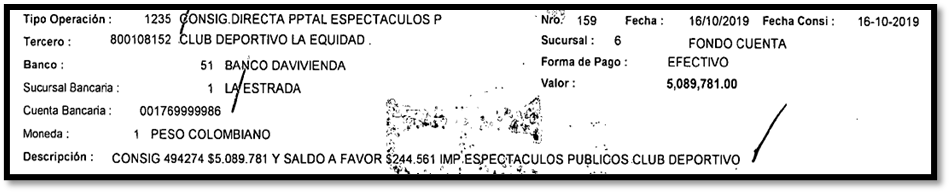 Tipo Operación : 1235 CONSIG.DIRECTA PPTAL ESPECTACULOS P Nro. 159 Fecha : 16/10/2019 Fecha Consi : 16-10-2019
Tercero : 800108152 CLUB DEPORTIVO LA EQUIDAD . Sucursal : 6 FONDO CUENTA
Banco : 51 BANCO DAVIVIENDA Forma de Pago : EFECTIVO
Sucursal Bancaria : 1 LA ESTRADA Valor : 5,089,781.00
Cuenta Bancaria : 001769999986
Moneda : 1 PESO COLOMBIANO
Descripción : CONSIG 494274 $5.089.781 Y SALDO A FAVOR $244.561 IMP.ESPECTACULOS PUBLICOS CLUB DEPORTIVO